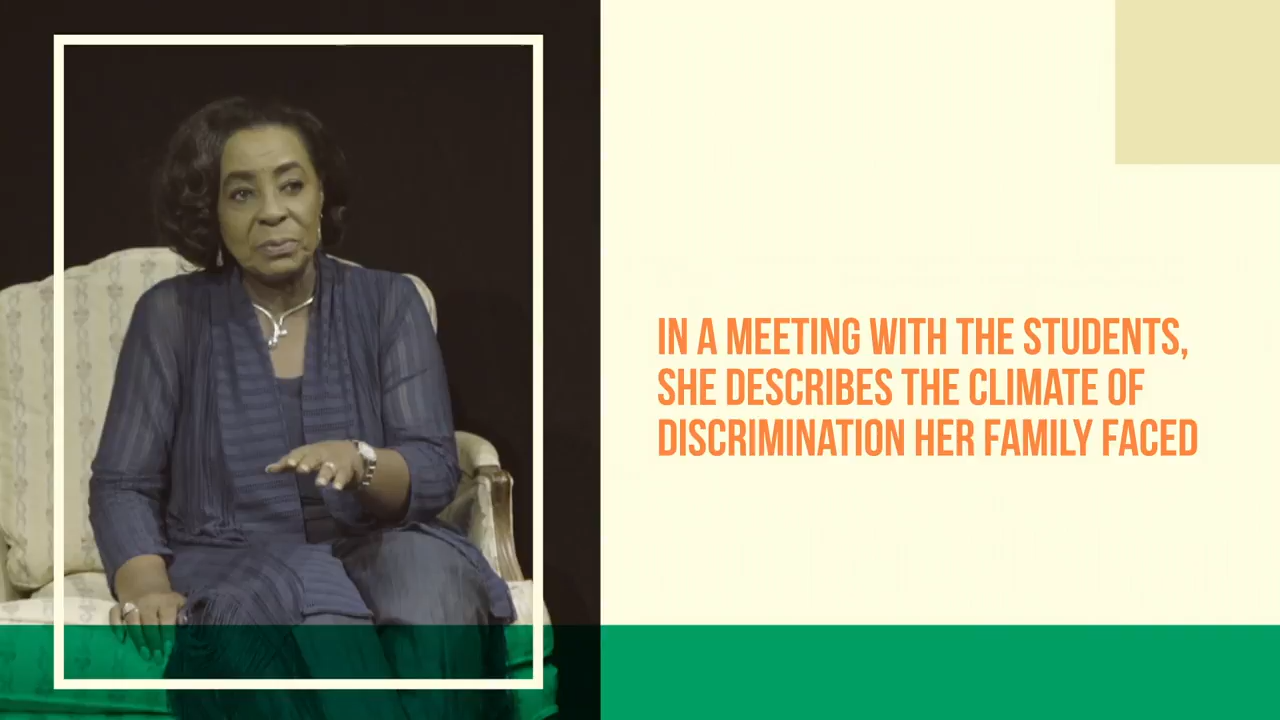 IN A MEETING WITH THE STUDENTS,
SHE DESCRIBES THE CLIMATE OF
DISCRIMINATION HER FAMILY FACED